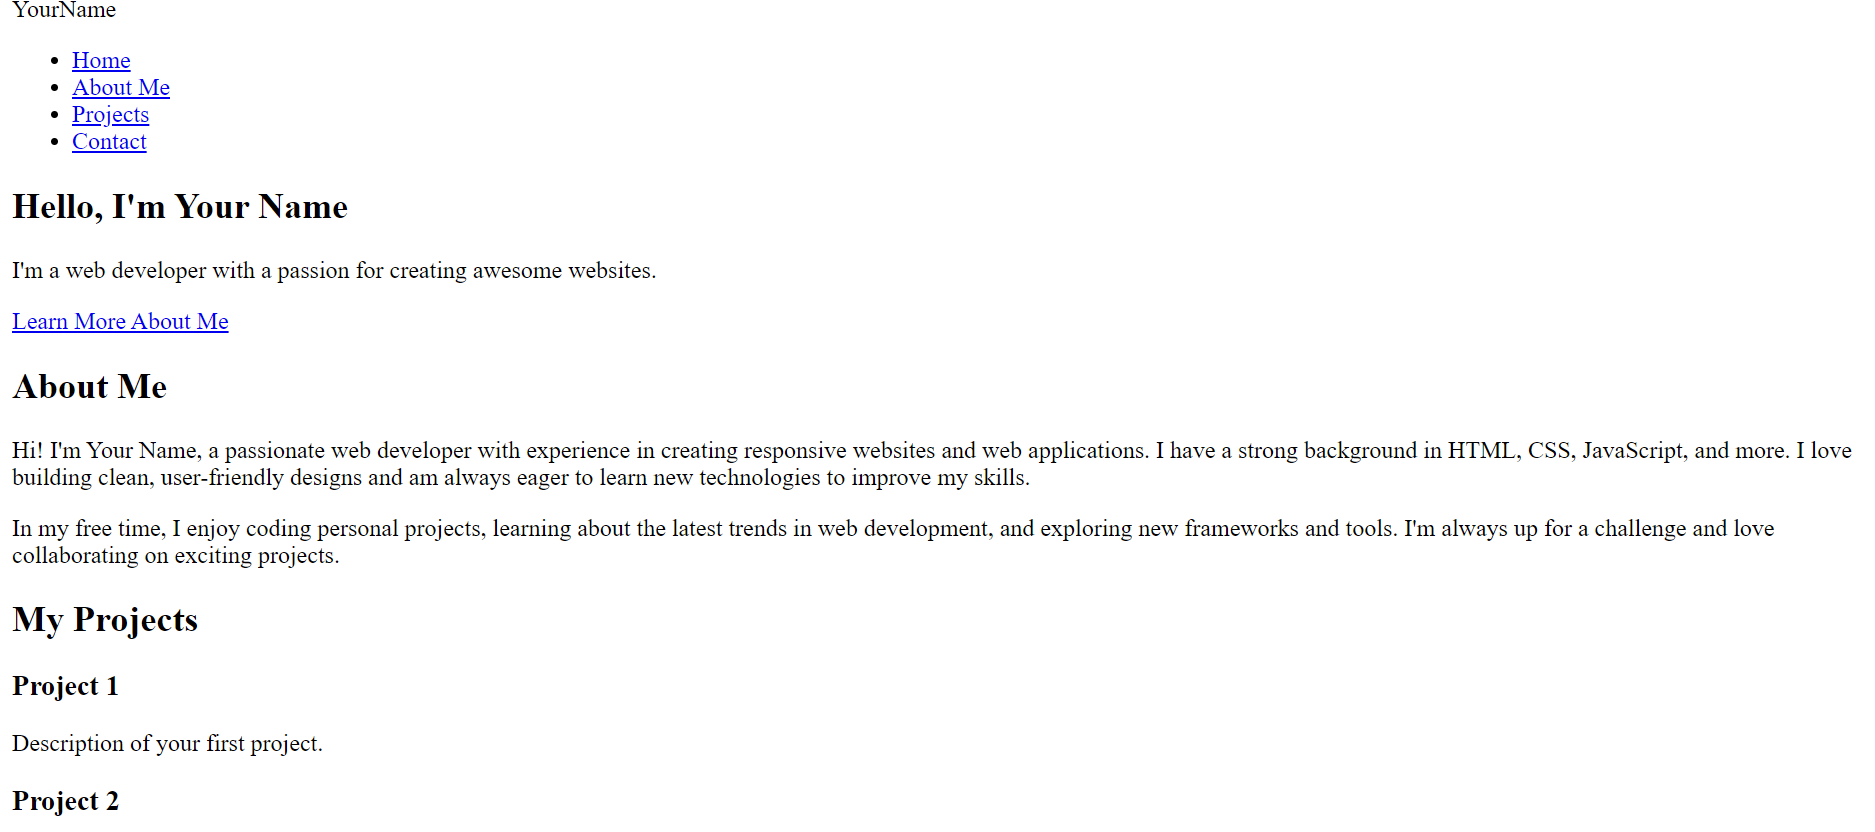 YourName
Home
About Me
Projects
Contact
Hello, I'm Your Name
I'm a web developer with a passion for creating awesome websites.
Learn More About Me
About Me
Hi! I'm Your Name, a passionate web developer with experience in creating responsive websites and web applications. I have a strong background in HTML, CSS, JavaScript, and more. I love
building clean, user-friendly designs and am always eager to learn new technologies to improve my skills.
In my free time, I enjoy coding personal projects, learning about the latest trends in web development, and exploring new frameworks and tools. I'm always up for a challenge and love
collaborating on exciting projects.
My Projects
Project 1
Description of your first project.
Project 2